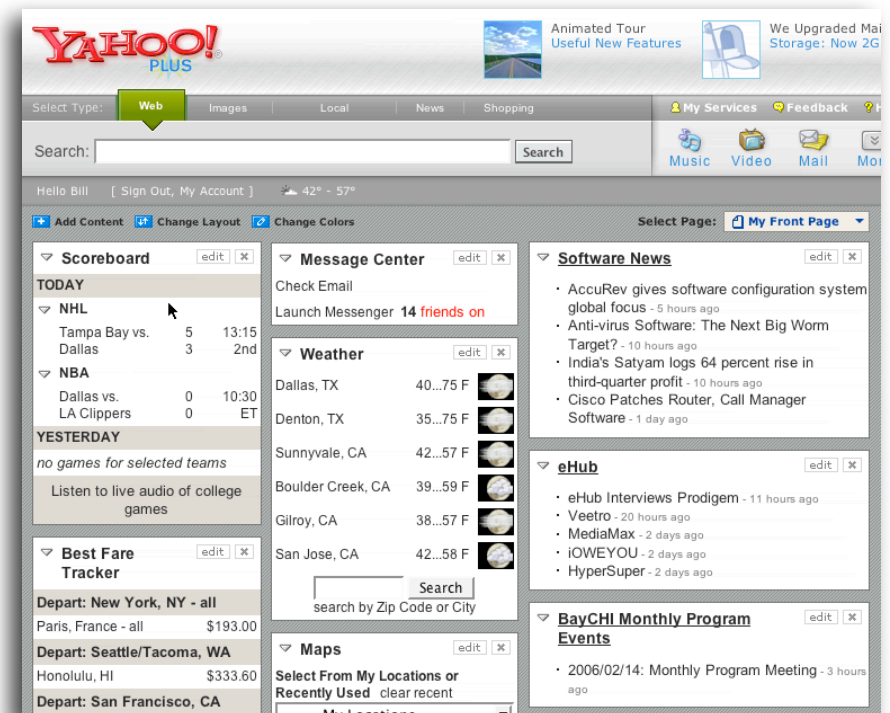 YAHOO!
PLUS
Animated Tour
Useful New Features
We Upgraded Mai
Storage: Now 2G
Select Type:
Web
Images
Local
News
Shopping
My Services
Feedback
Search:
Search
Music
Video
Mail
Mor
Hello Bill
[ Sign Out, My Account ]
42° - 57°
Add Content
Change Layout
Change Colors
Select Page:
My Front Page
Scoreboard
edit
TODAY
NHL
Tampa Bay vs. 5 13:15
Dallas 3 2nd
NBA
Dallas vs. 0 10:30
LA Clippers 0 ET
YESTERDAY
no games for selected teams
Listen to live audio of college
games
Best Fare
Tracker
edit
Depart: New York, NY - all
Paris, France - all $193.00
Depart: Seattle/Tacoma, WA
Honolulu, HI $333.60
Depart: San Francisco, CA
Message Center
edit
Check Email
Launch Messenger 14 friends on
Weather
edit
Dallas, TX 40...75 F
Denton, TX 35...75 F
Sunnyvale, CA 42...57 F
Boulder Creek, CA 39...59 F
Gilroy, CA 38...57 F
San Jose, CA 42...58 F
Search
search by Zip Code or City
Maps
edit
Select From My Locations or
Recently Used clear recent
My Locations
Software News
edit
· AccuRev gives software configuration system
global focus - 5 hours ago
· Anti-virus Software: The Next Big Worm
Target? - 10 hours ago
· India's Satyam logs 64 percent rise in
third-quarter profit - 10 hours ago
· Cisco Patches Router, Call Manager
Software - 1 day ago
eHub
edit
· eHub Interviews Prodigem - 11 hours ago
· Veetro - 20 hours ago
· MediaMax - 2 days ago
· iOWEYOU - 2 days ago
· HyperSuper - 2 days ago
BayCHI Monthly Program
Events
edit
· 2006/02/14: Monthly Program Meeting - 3 hours
ago